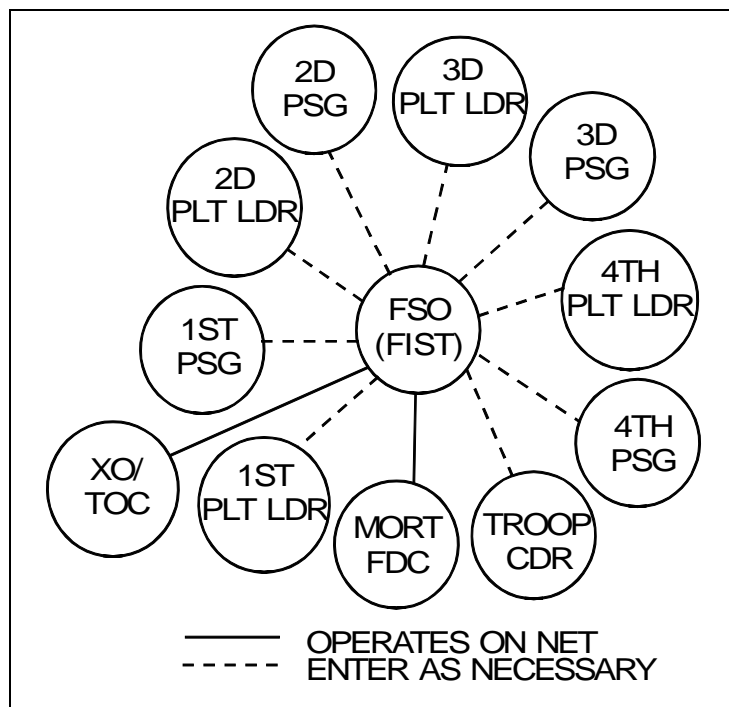 2D
PSG
3D
PLT LDR
3D
PSG
2D
PLT LDR
4TH
PLT LDR
FSO
(FIST)
1ST
PSG
4TH
PSG
XO/
TOC
1ST
PLT LDR
MORT
FDC
TROOP
CDR
OPERATES ON NET
ENTER AS NECESSARY